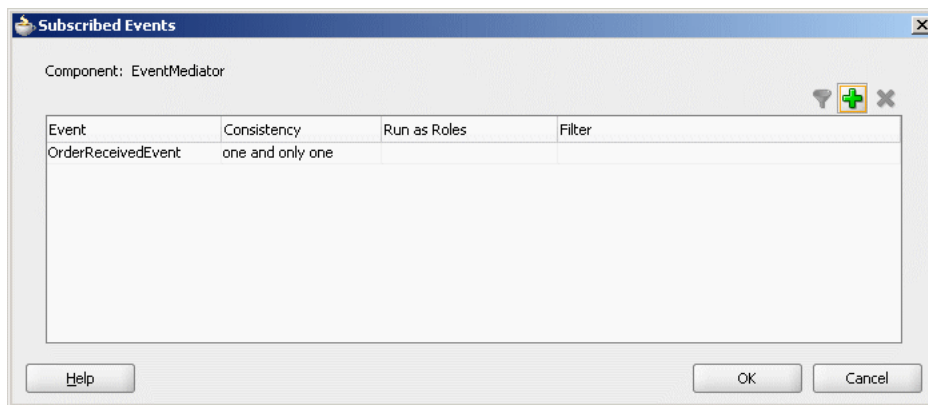 Subscribed Events
Component: EventMediator
Event Consistency Run as Roles Filter
OrderReceivedEvent one and only one
Help OK Cancel